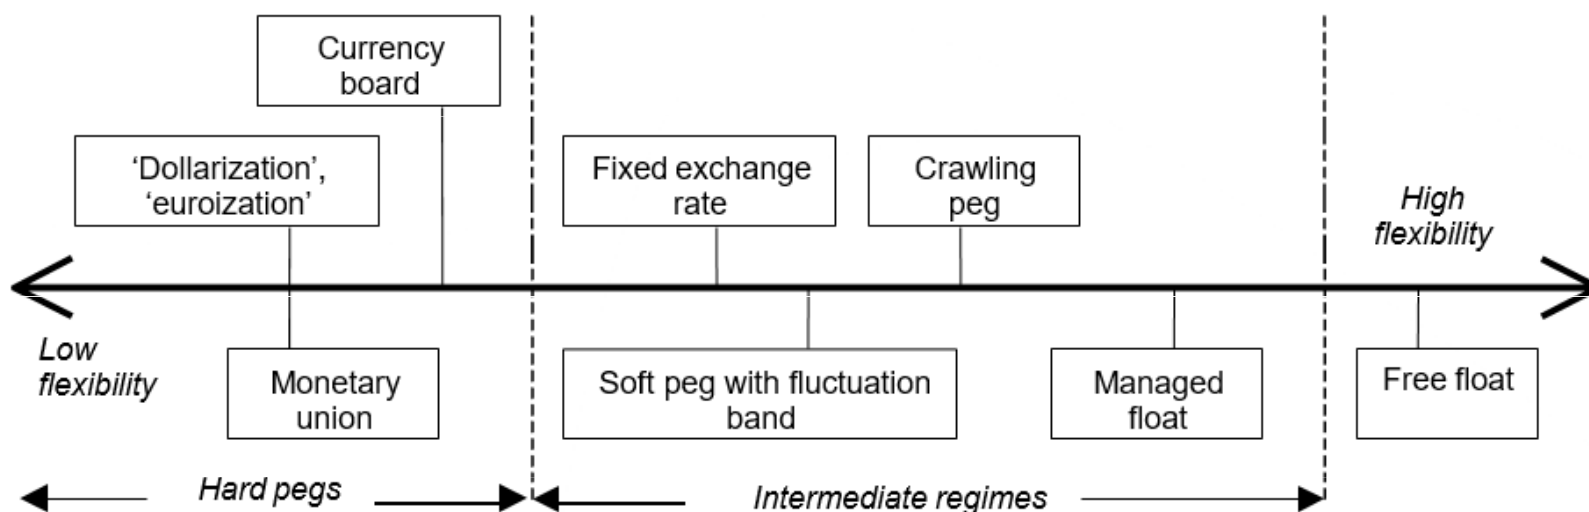 Currency
board
‘Dollarization’,
‘euroization’
Fixed exchange
rate
Crawling
peg
High
flexibility
Low
flexibility
Monetary
union
Soft peg with fluctuation
band
Managed
float
Free float
Hard pegs
Intermediate regimes